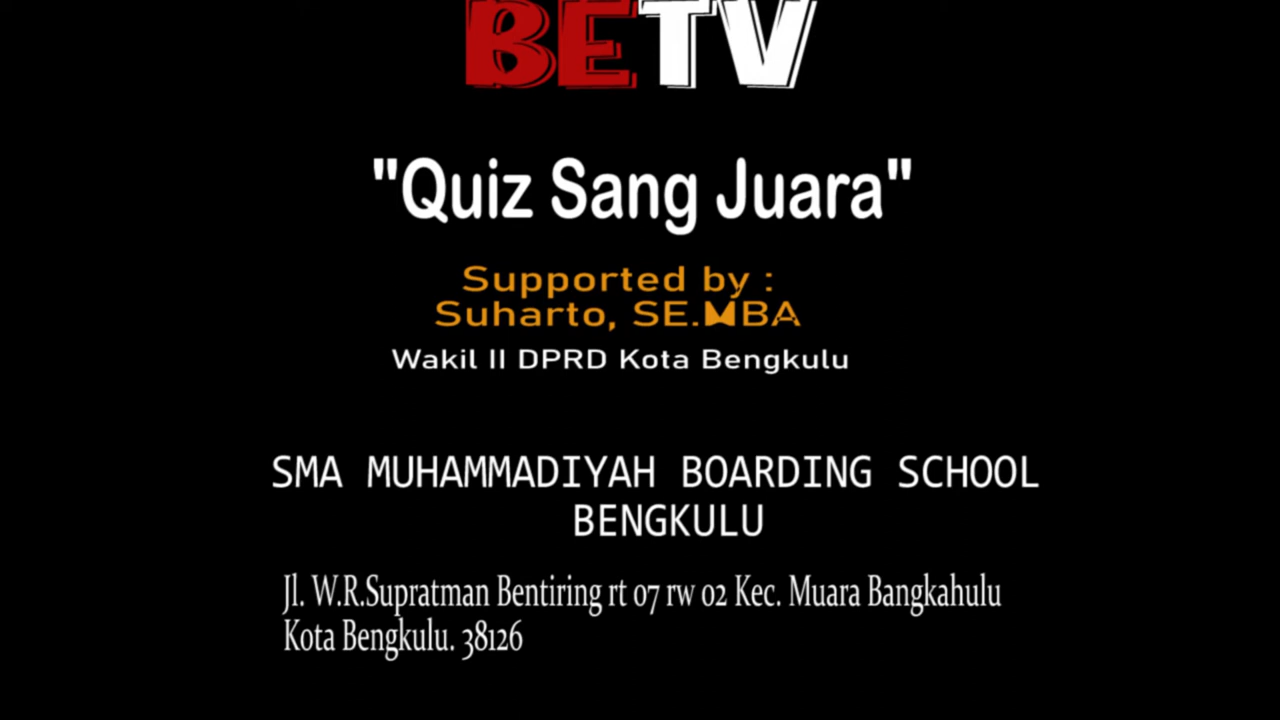 BETV
"Quiz Sang Juara"
Supported by :
Suharto, SE.MBA
Wakil II DPRD Kota Bengkulu
SMA MUHAMMADIYAH BOARDING SCHOOL
BENGKULU
Jl. W.R.Supratman Bentiring rt 07 rw 02 Kec. Muara Bangkahulu
Kota Bengkulu. 38126